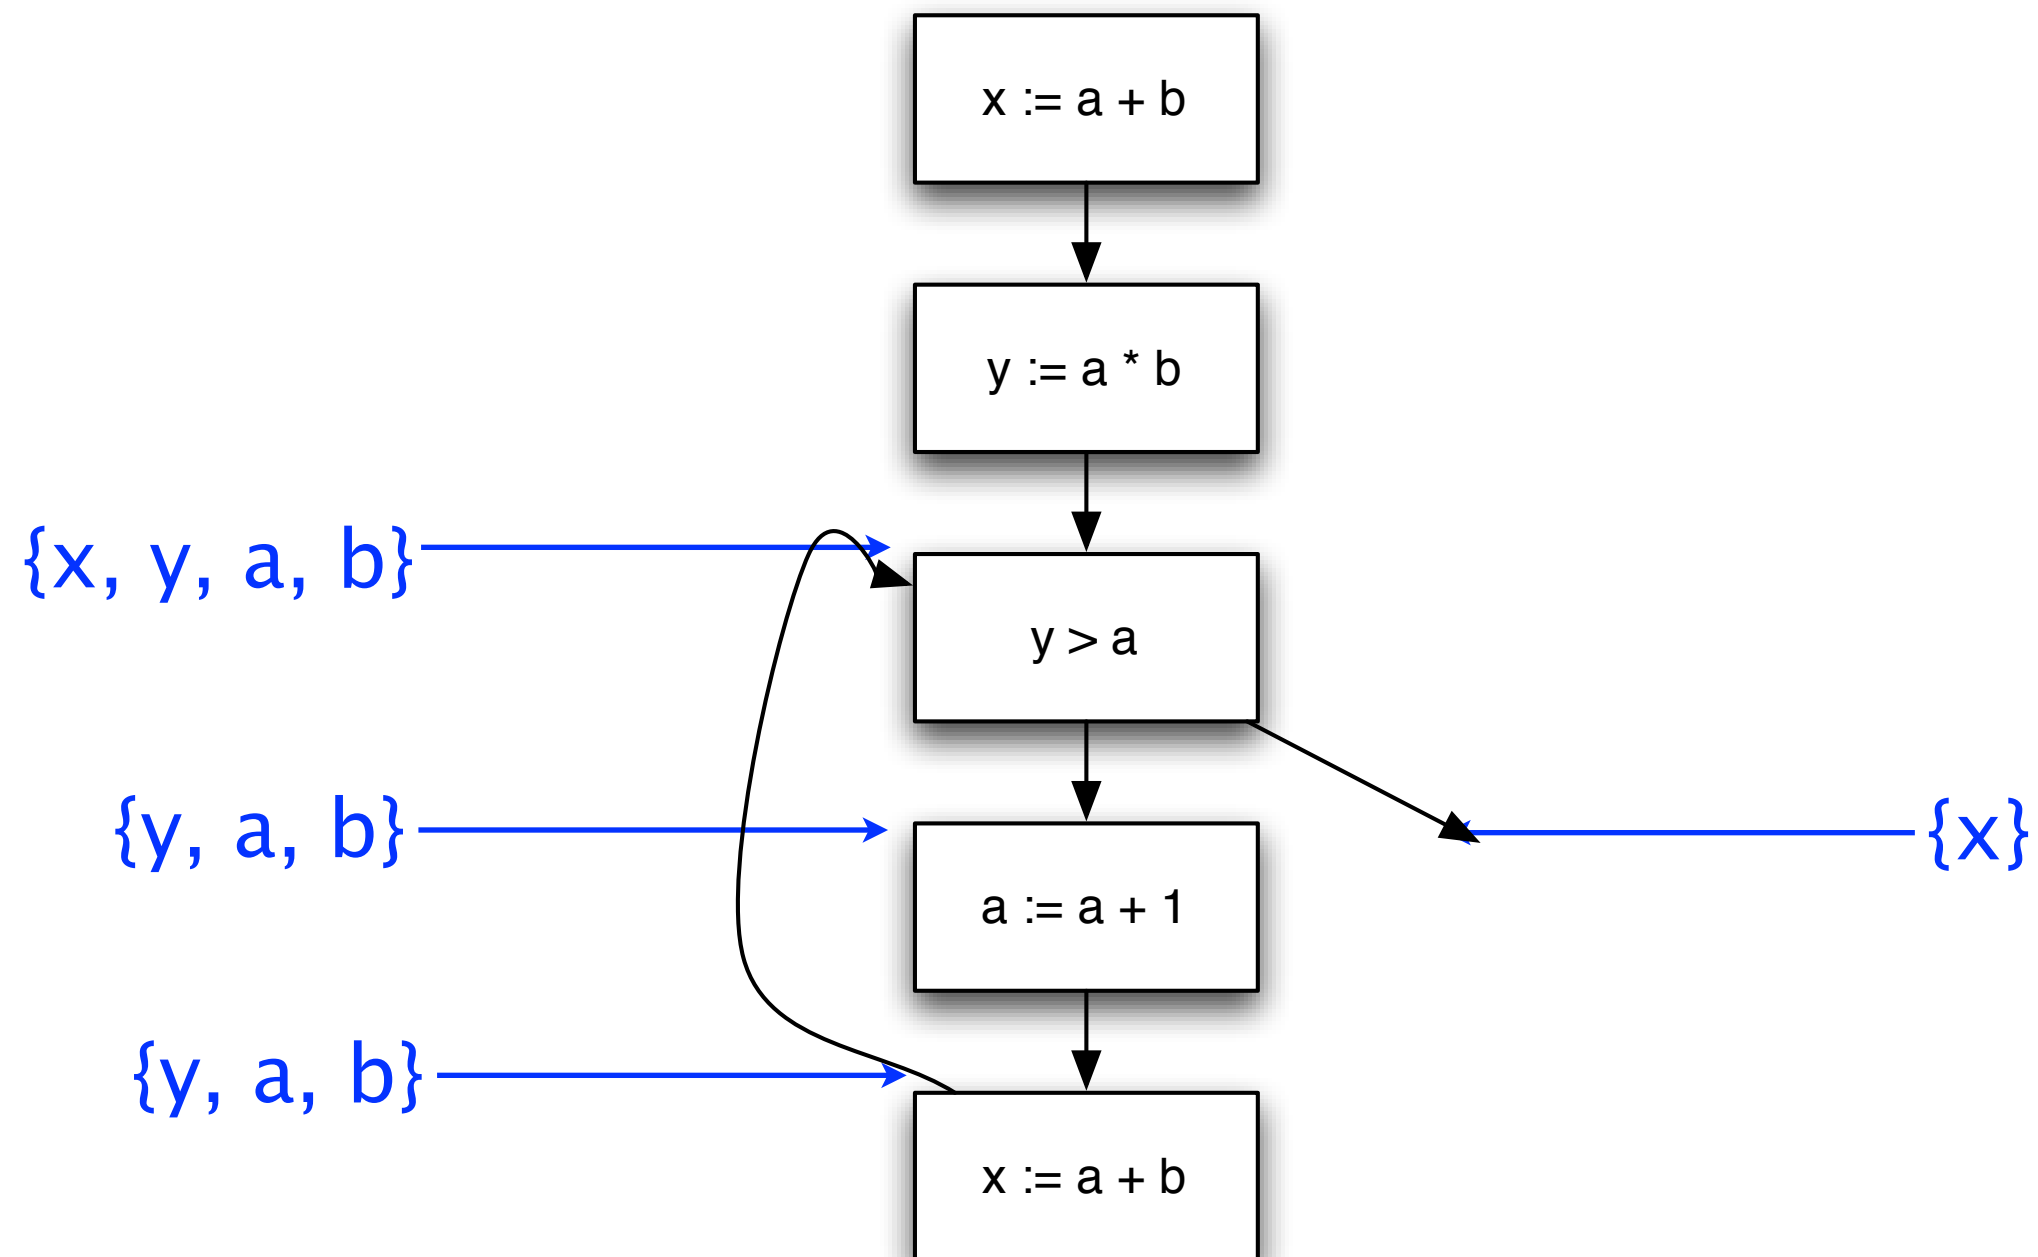 x := a + b
y := a * b
{x, y, a, b}
y > a
{y, a, b}
{x}
a := a + 1
{y, a, b}
x := a + b